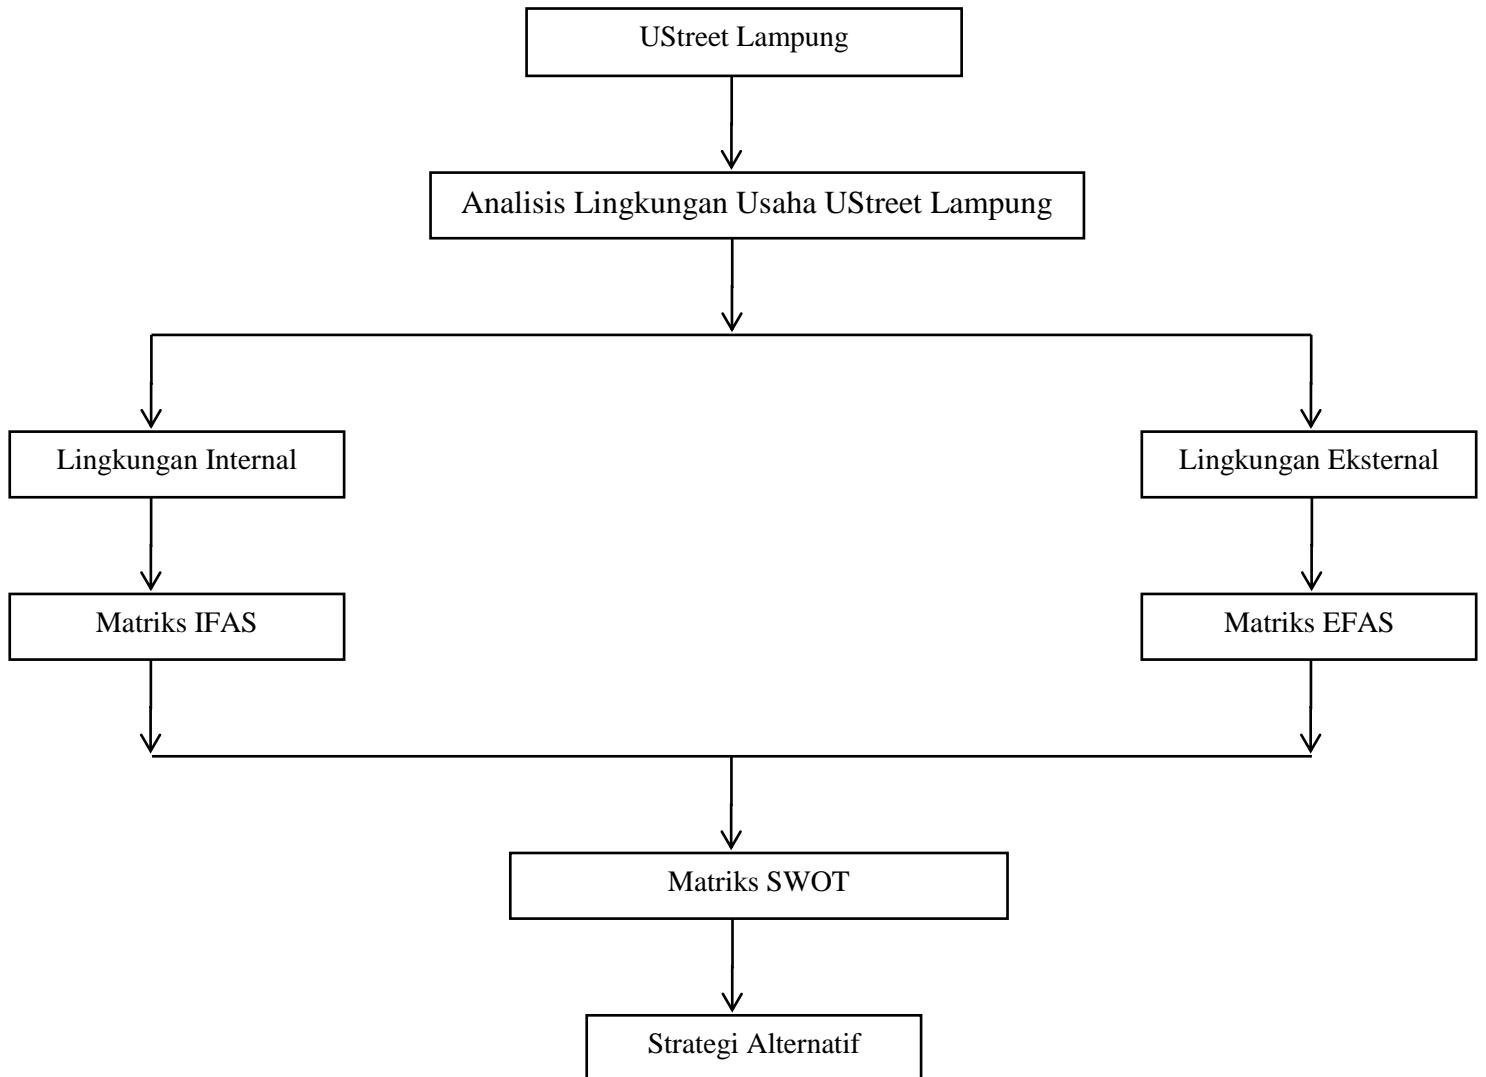 UStreet Lampung
Analisis Lingkungan Usaha UStreet Lampung
Lingkungan Internal
Lingkungan Eksternal
Matriks IFAS
Matriks EFAS
Matriks SWOT
Strategi Alternatif